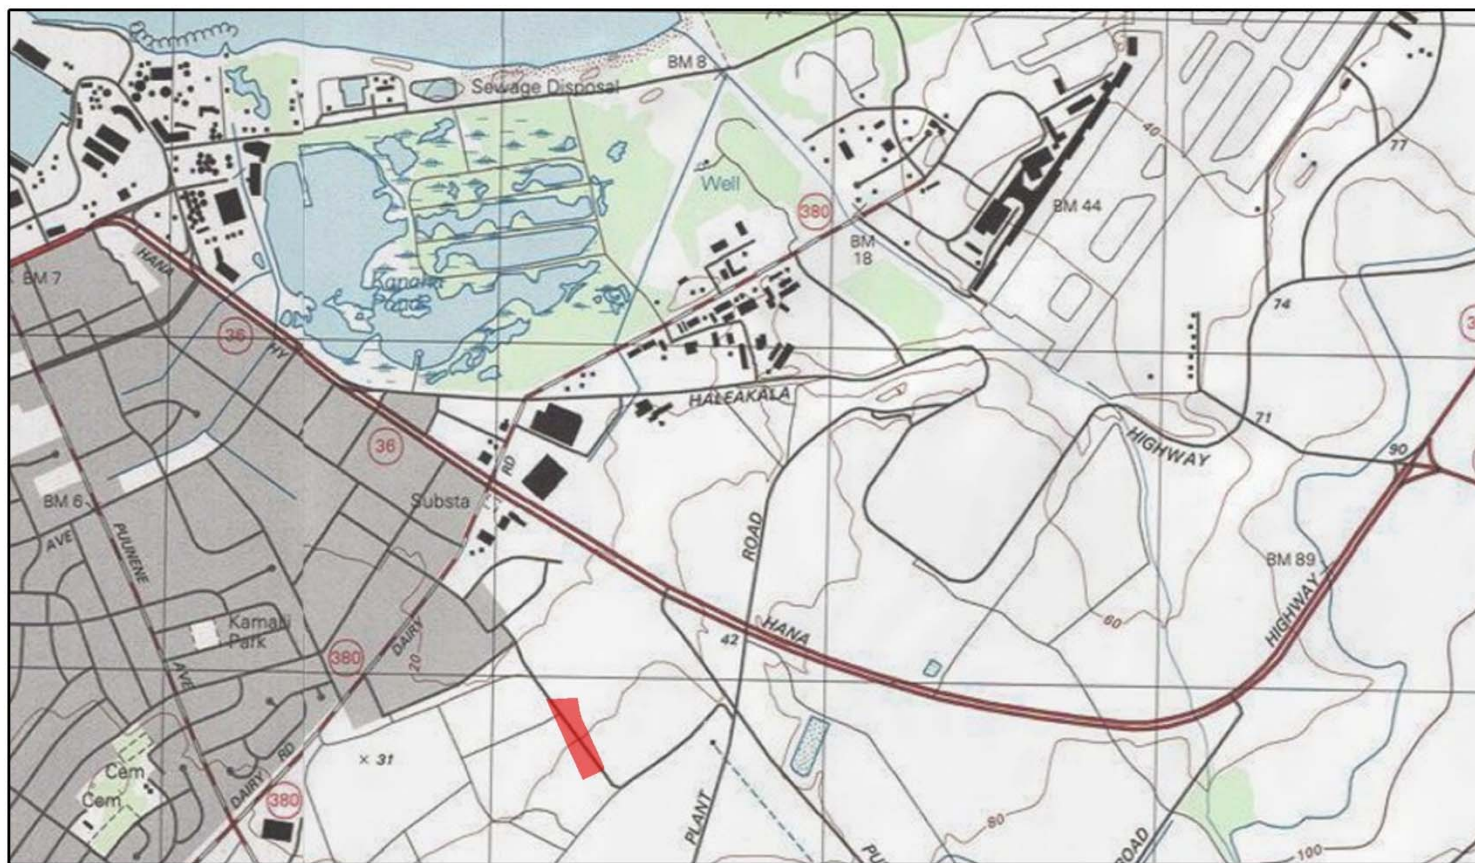 BM 8
Sewage Disposal
40
77
Well
380
BM 44
BM
18
HANA
BM 7
Kanaha
Pond
74
36
HY
HALEAKALA
71
HIGHWAY
90
36
RD
Substa
BM 6
AVE
PUUNENE
ROAD
BM 89
HIGHWAY
Kamalii
Park
HANA
60
42
DAIRY
380
20
AVE
× 31
RD
DAIRY
Cem
Cem
380
PLANT
80
ROAD
100